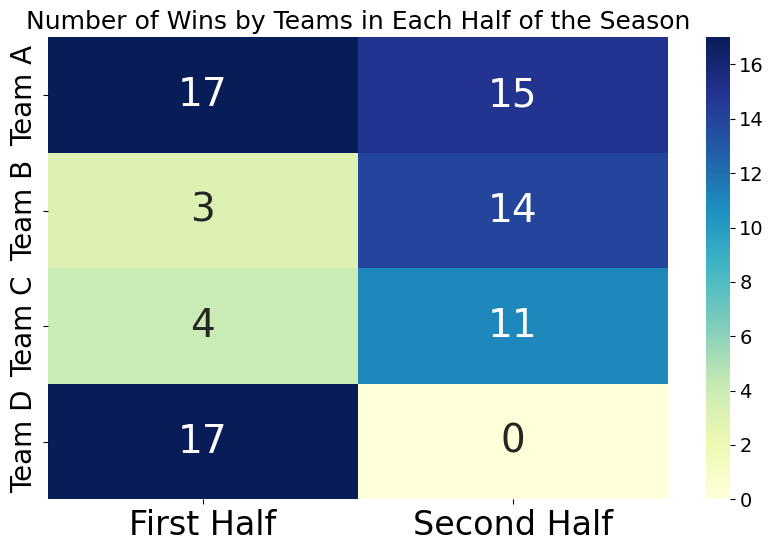 Number of Wins by Teams in Each Half of the Season
Team A
17
15
Team B
3
14
Team C
4
11
Team D
17
0
First Half
Second Half
16
14
12
10
8
6
4
2
0